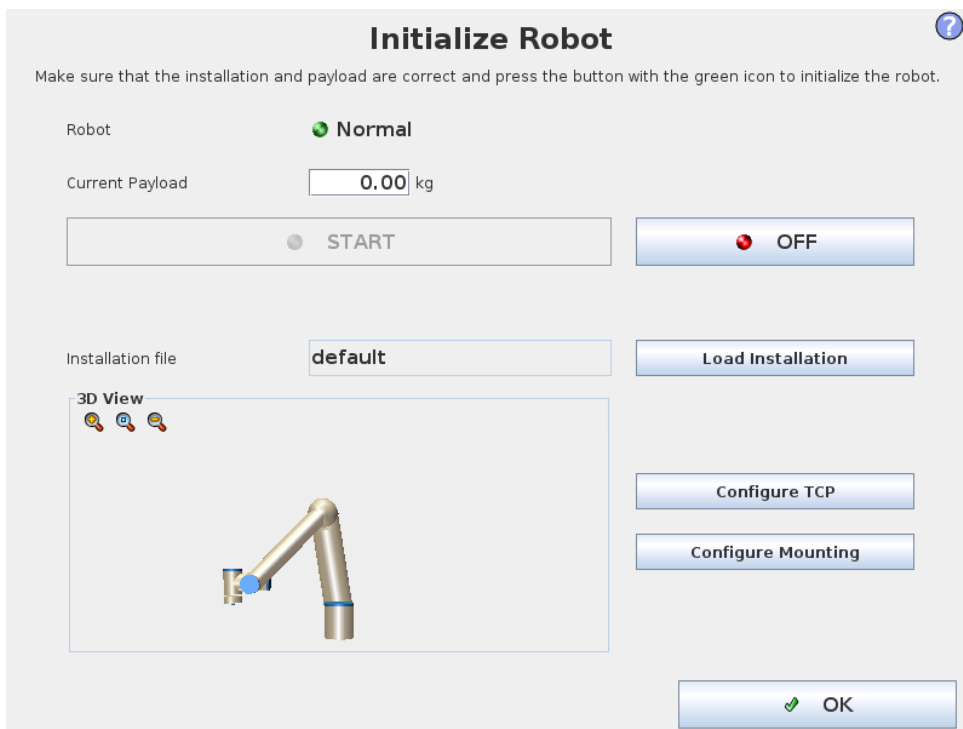 Initialize Robot
?
Make sure that the installation and payload are correct and press the button with the green icon to initialize the robot.
Robot Normal
Current Payload 0.00 kg
START OFF
Installation file default Load Installation
3D View
Configure TCP
Configure Mounting
OK